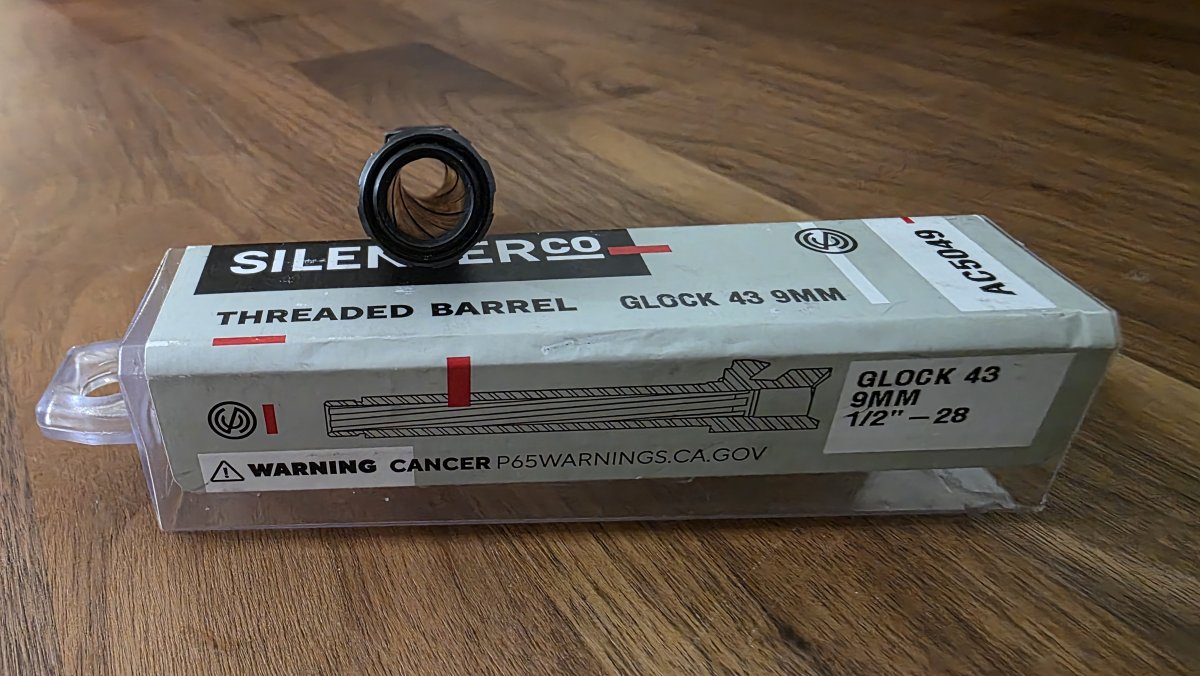 SILENCERCO
THREADED BARREL GLOCK 43 9MM
AC5049
GLOCK 43
9MM
1/2" – 28
WARNING CANCER P65WARNINGS.CA.GOV